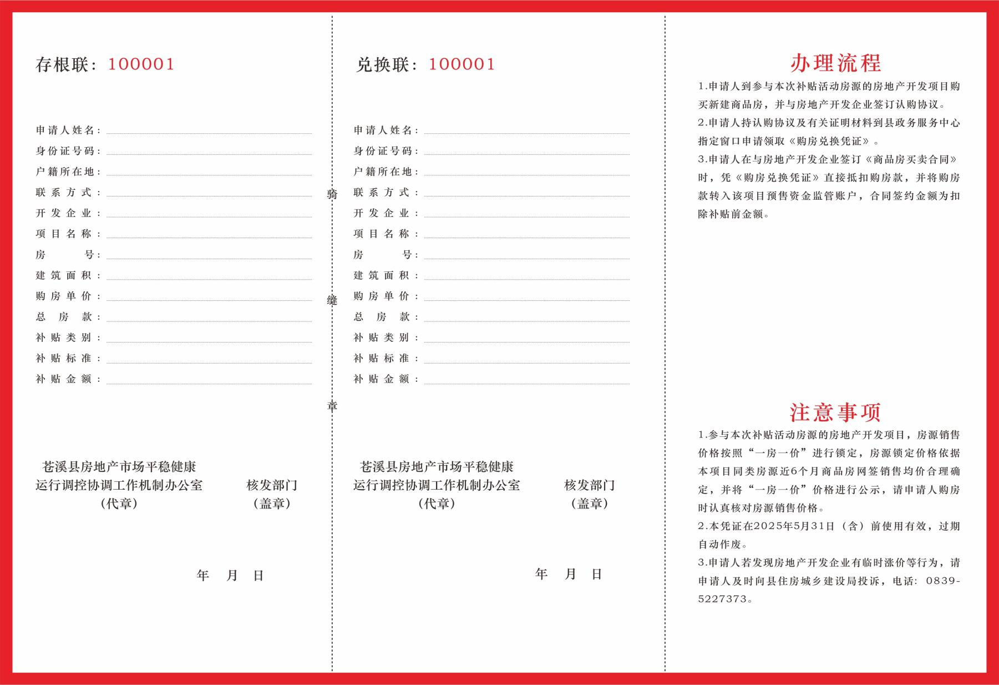 存根联：100001
申请人姓名：
身份证号码：
户籍所在地：
联系方式：
开发企业：
项目名称：
房　　号：
建筑面积：
购房单价：
总房款：
补贴类别：
补贴标准：
补贴金额：
苍溪县房地产市场平稳健康
运行调控协调工作机制办公室
（代章）
核发部门
（盖章）
年　月　日
骑
缝
章
兑换联：100001
申请人姓名：
身份证号码：
户籍所在地：
联系方式：
开发企业：
项目名称：
房　　号：
建筑面积：
购房单价：
总房款：
补贴类别：
补贴标准：
补贴金额：
苍溪县房地产市场平稳健康
运行调控协调工作机制办公室
（代章）
核发部门
（盖章）
年　月　日
办理流程
1.申请人到参与本次补贴活动房源的房地产开发项目购
买新建商品房，并与房地产开发企业签订认购协议。
2.申请人持认购协议及有关证明材料到县政务服务中心
指定窗口申请领取《购房兑换凭证》。
3.申请人在与房地产开发企业签订《商品房买卖合同》
时，凭《购房兑换凭证》直接抵扣购房款，并将购房
款转入该项目预售资金监管账户，合同签约金额为扣
除补贴前金额。
注意事项
1.参与本次补贴活动房源的房地产开发项目，房源销售
价格按照“一房一价”进行锁定，房源锁定价格依据
本项目同类房源近6个月商品房网签销售均价合理确
定，并将“一房一价”价格进行公示，请申请人购房
时认真核对房源销售价格。
2.本凭证在2025年5月31日（含）前使用有效，过期
自动作废。
3.申请人若发现房地产开发企业有临时涨价等行为，请
申请人及时向县住房城乡建设局投诉，电话：0839-
5227373。